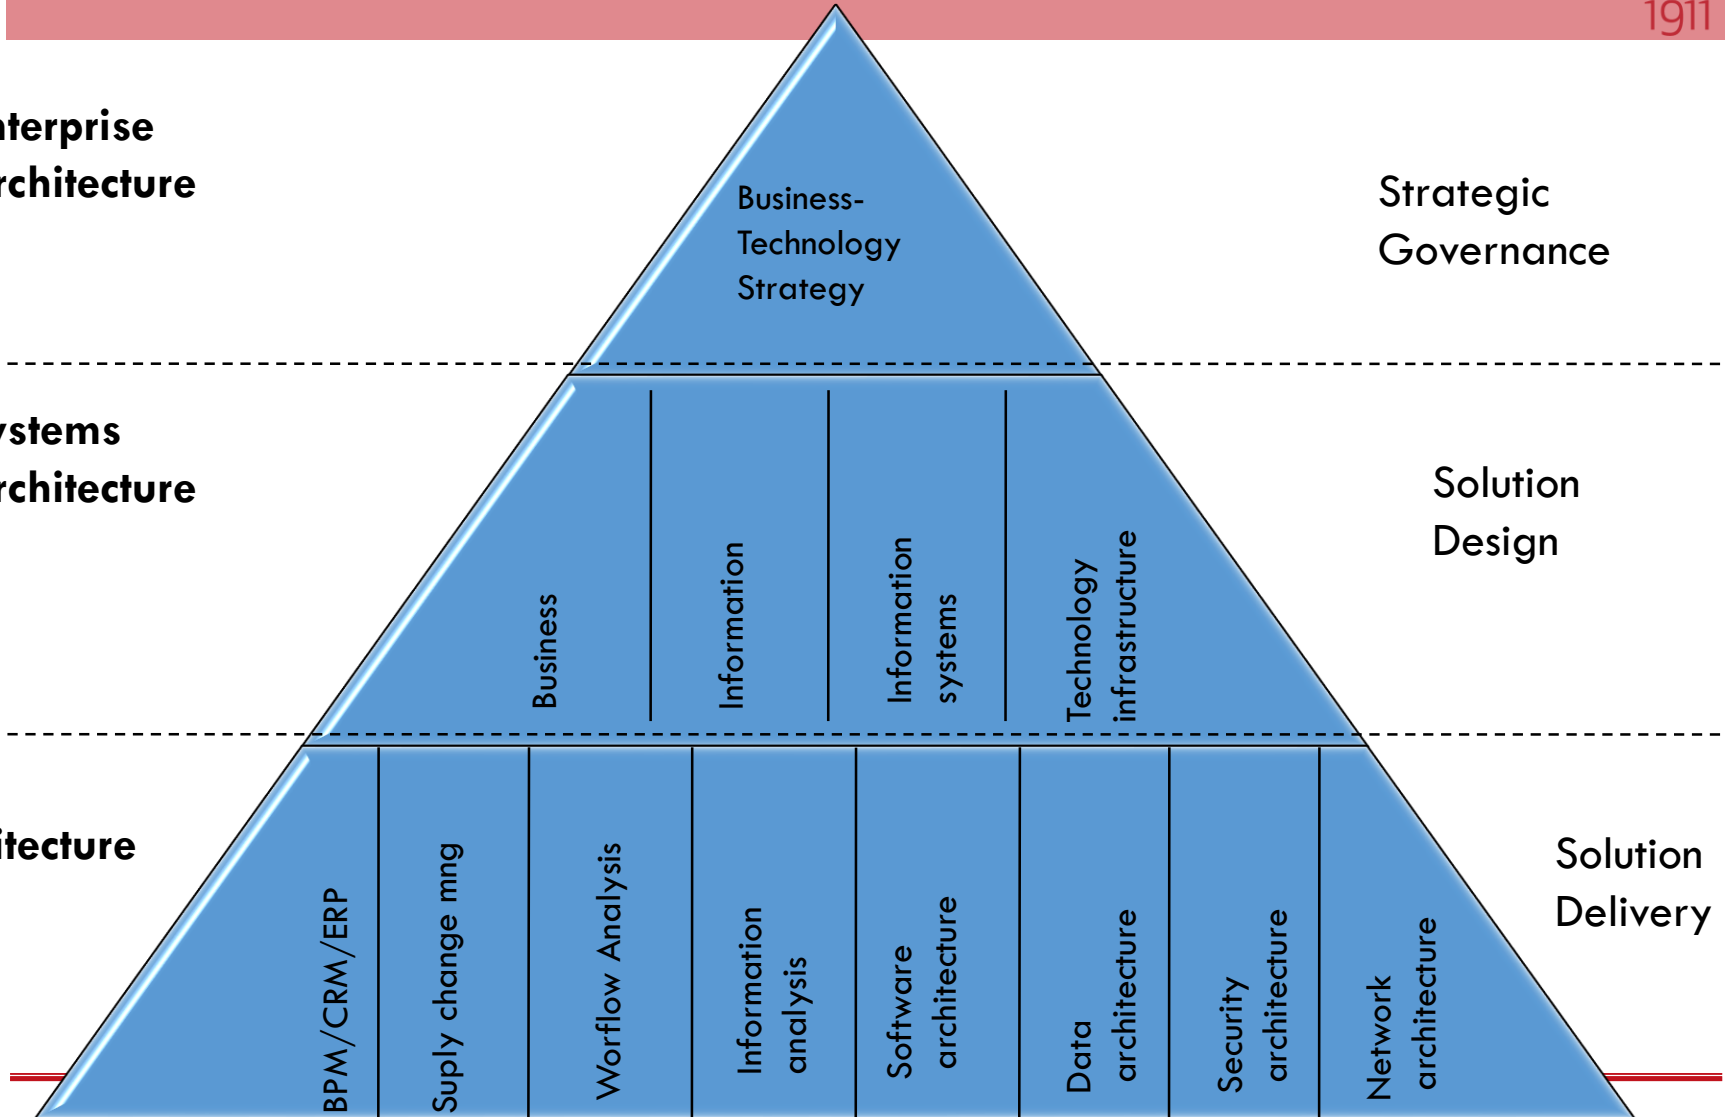 1911
nterprise
rchitecture
Business-
Technology
Strategy
Strategic
Governance
ystems
rchitecture
Business
Information
Information
systems
Technology
infrastructure
Solution
Design
itecture
BPM/CRM/ERP
Suply change mng
Worflow Analysis
Information
analysis
Software
architecture
Data
architecture
Security
architecture
Network
architecture
Solution
Delivery